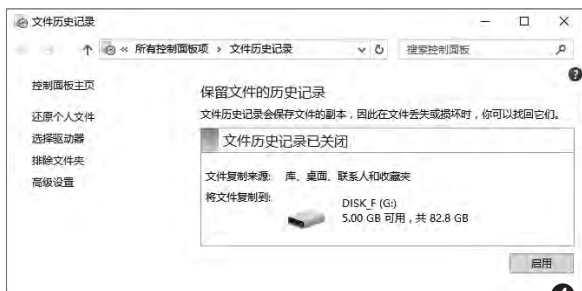 文件历史记录
« 所有控制面板项 › 文件历史记录
搜索控制面板
控制面板主页
还原个人文件
选择驱动器
排除文件夹
高级设置
保留文件的历史记录
文件历史记录会保存文件的副本，因此在文件丢失或损坏时，你可以找回它们。
文件历史记录已关闭
文件复制来源: 库、桌面、联系人和收藏夹
将文件复制到: DISK_F (G:)
5.00 GB 可用，共 82.8 GB
启用